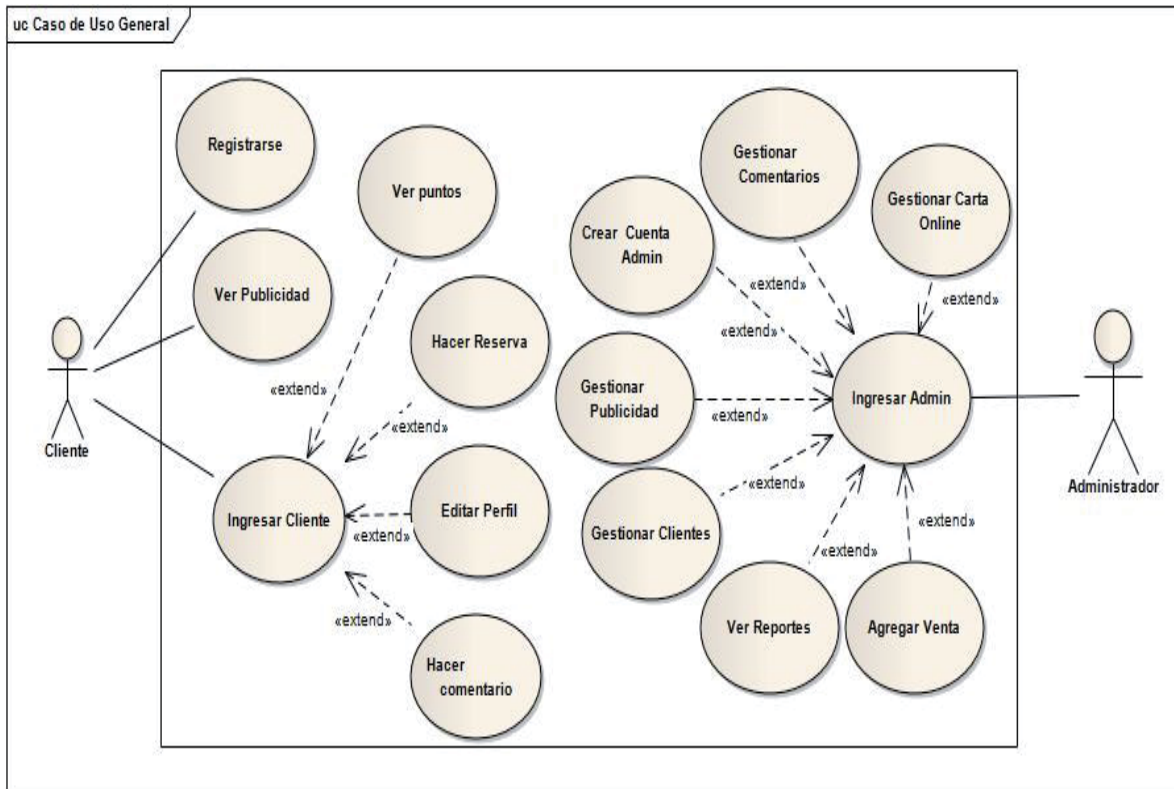 uc Caso de Uso General
Registrarse
Ver Publicidad
Cliente
Ver puntos
«extend»
Hacer Reserva
«extend»
Ingresar Cliente
Editar Perfil
«extend»
Hacer
comentario
«extend»
Gestionar
Comentarios
«extend»
Gestionar Carta
Online
«extend»
Crear Cuenta
Admin
«extend»
Gestionar
Publicidad
«extend»
Ingresar Admin
Administrador
Gestionar Clientes
«extend»
Ver Reportes
«extend»
Agregar Venta
«extend»